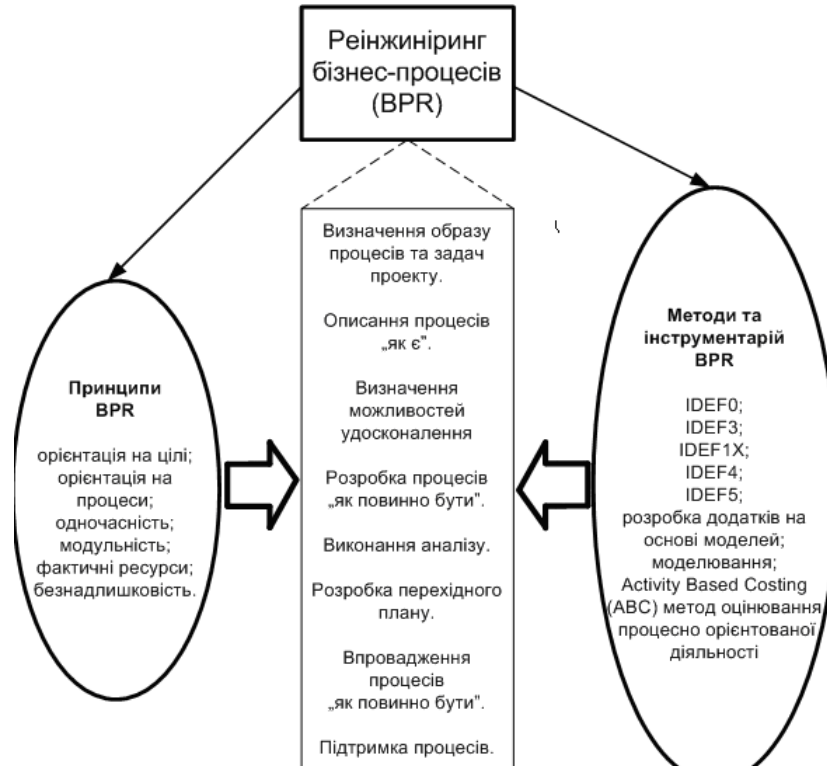 Реінжиніринг
бізнес-процесів
(BPR)
Принципи
BPR
орієнтація на цілі;
орієнтація на
процеси;
одночасність;
модульність;
фактичні ресурси;
безнадлишковість.
Визначення образу
процесів та задач
проекту.
Описання процесів
„як є".
Визначення
можливостей
удосконалення
Розробка процесів
„як повинно бути".
Виконання аналізу.
Розробка перехідного
плану.
Впровадження
процесів
„як повинно бути".
Підтримка процесів.
Методи та
інструментарій
BPR
IDEF0;
IDEF3;
IDEF1X;
IDEF4;
IDEF5;
розробка додатків на
основі моделей;
моделювання;
Activity Based Costing
(ABC) метод оцінювання
процесно орієнтованої
діяльності